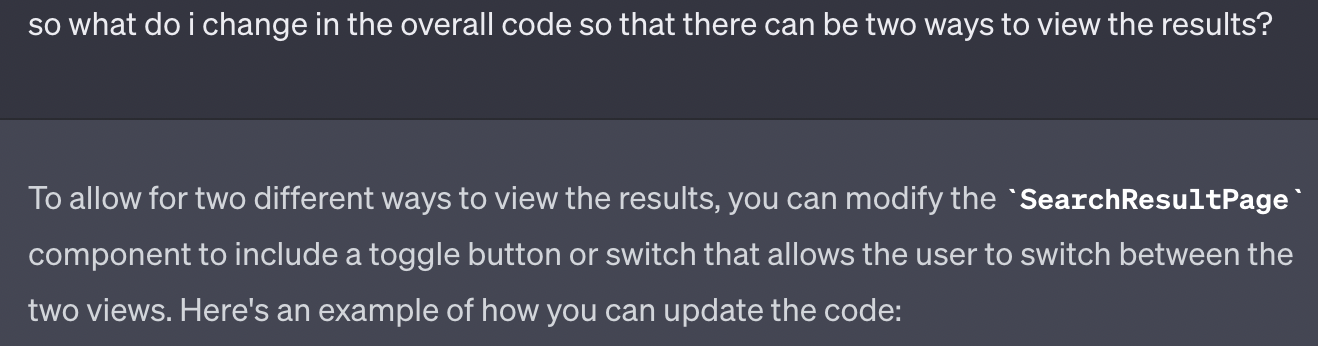 so what do i change in the overall code so that there can be two ways to view the results?
To allow for two different ways to view the results, you can modify the `SearchResultPage`
component to include a toggle button or switch that allows the user to switch between the
two views. Here's an example of how you can update the code: